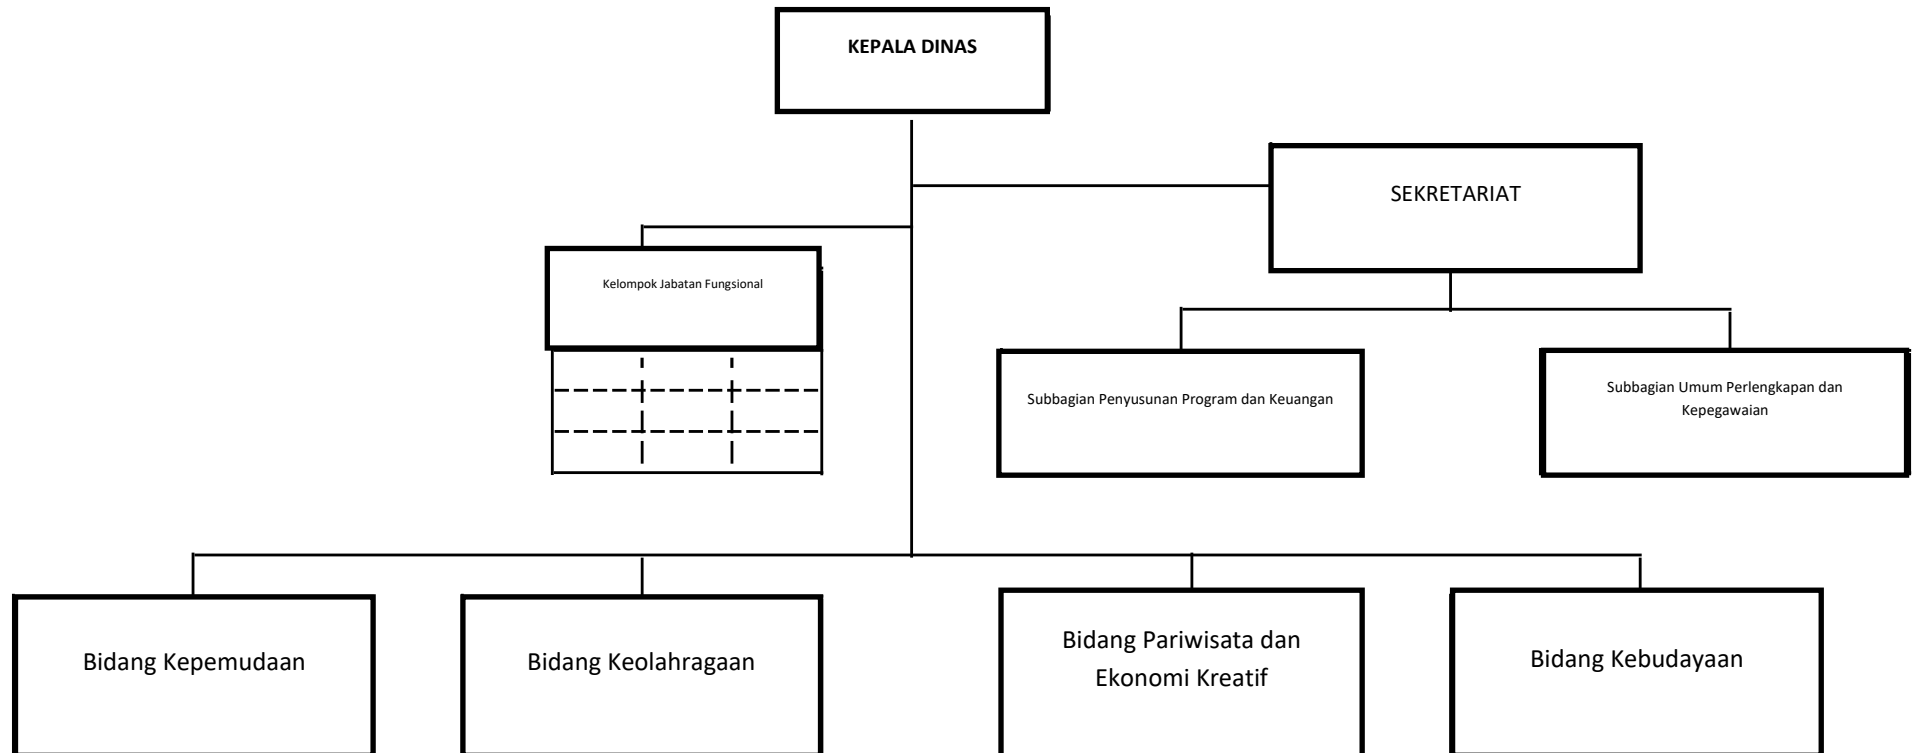 KEPALA DINAS
SEKRETARIAT
Kelompok Jabatan Fungsional
Subbagian Penyusunan Program dan Keuangan
Subbagian Umum Perlengkapan dan
Kepegawaian
Bidang Kepemudaan
Bidang Keolahragaan
Bidang Pariwisata dan
Ekonomi Kreatif
Bidang Kebudayaan